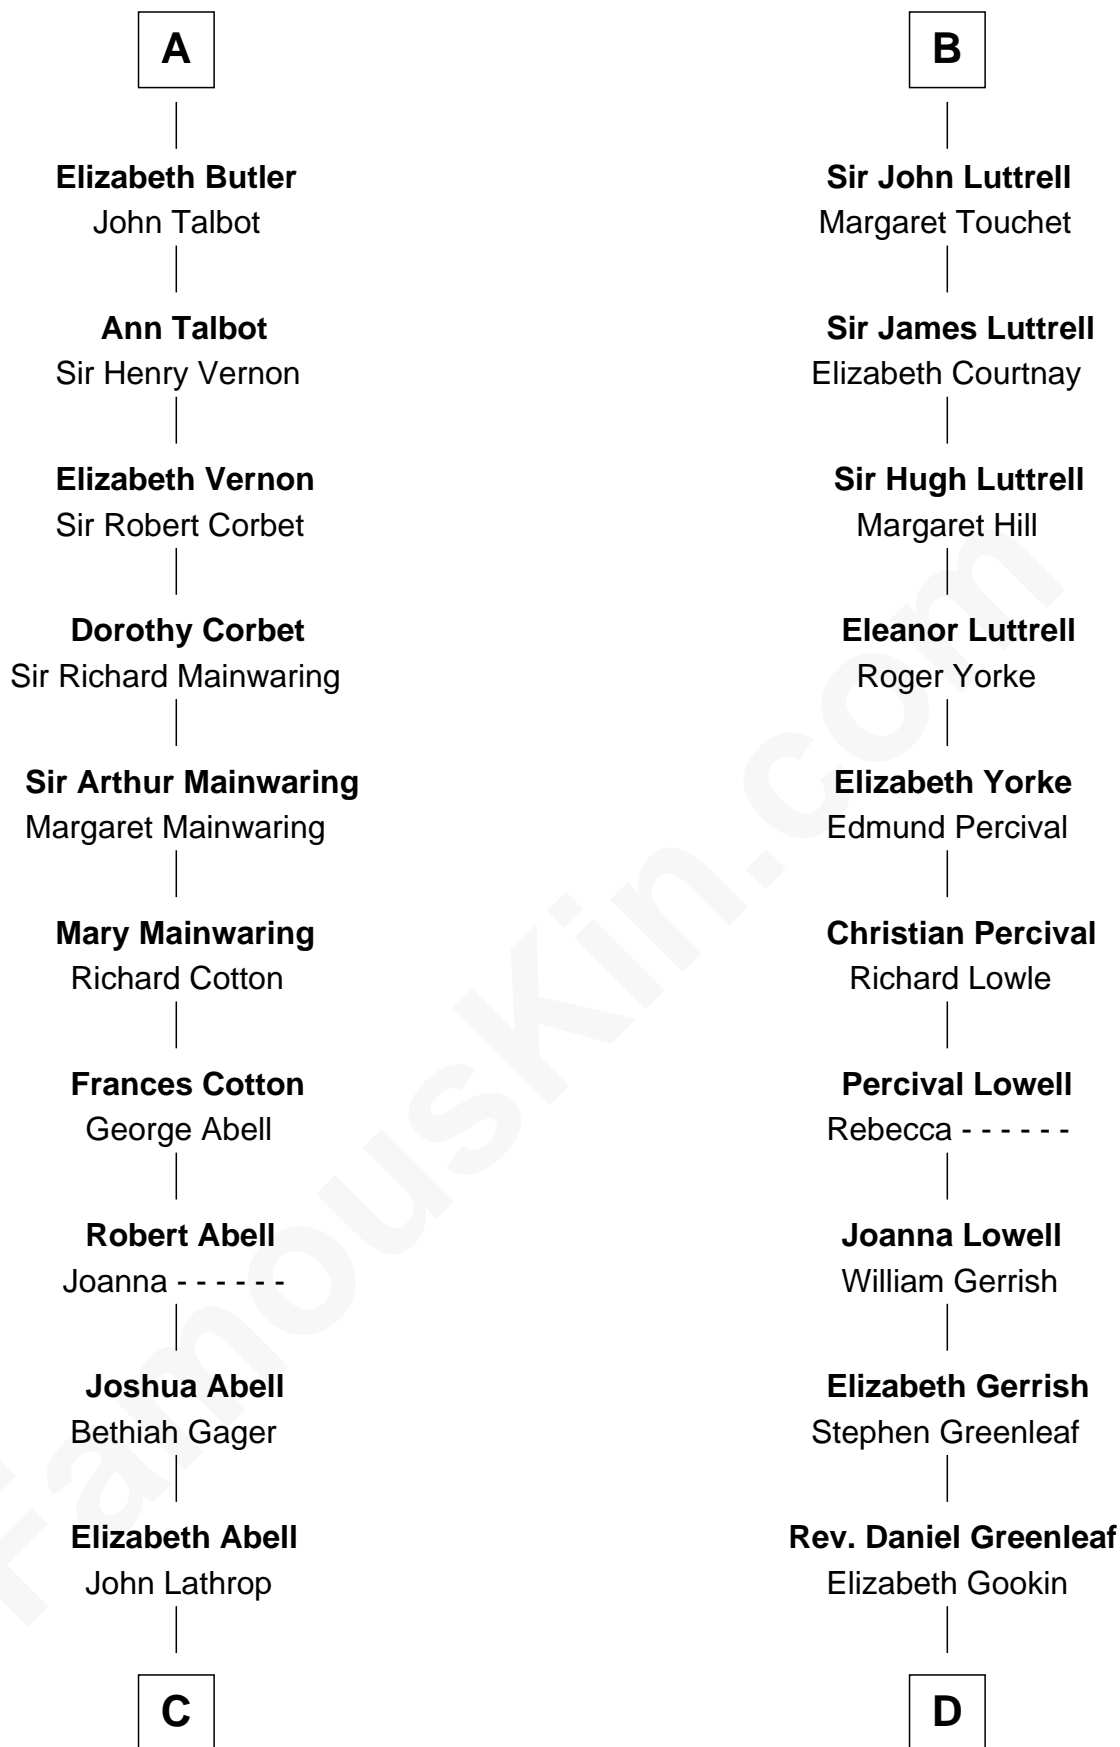 A
Elizabeth Butler
John Talbot
Ann Talbot
Sir Henry Vernon
Elizabeth Vernon
Sir Robert Corbet
Dorothy Corbet
Sir Richard Mainwaring
Sir Arthur Mainwaring
Margaret Mainwaring
Mary Mainwaring
Richard Cotton
Frances Cotton
George Abell
Robert Abell
Joanna - - - - - -
Joshua Abell
Bethiah Gager
Elizabeth Abell
John Lathrop
C
B
Sir John Luttrell
Margaret Touchet
Sir James Luttrell
Elizabeth Courtnay
Sir Hugh Luttrell
Margaret Hill
Eleanor Luttrell
Roger Yorke
Elizabeth Yorke
Edmund Percival
Christian Percival
Richard Lowle
Percival Lowell
Rebecca - - - - - -
Joanna Lowell
William Gerrish
Elizabeth Gerrish
Stephen Greenleaf
Rev. Daniel Greenleaf
Elizabeth Gookin
D
FamousKin.com